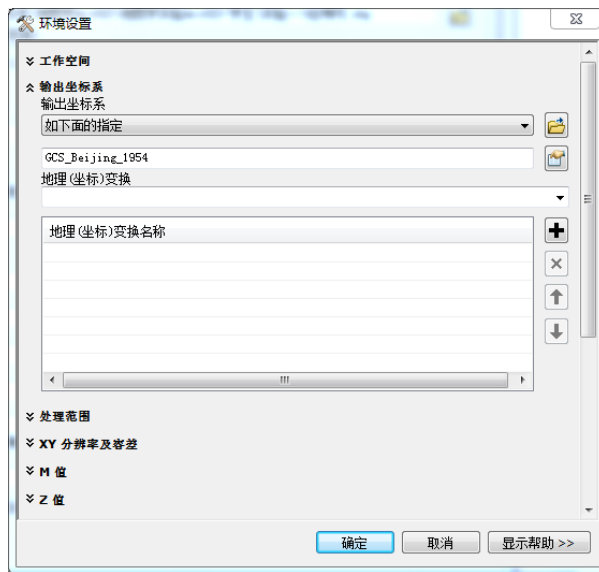 环境设置
工作空间
输出坐标系
输出坐标系
如下面的指定
GCS_Beijing_1954
地理(坐标)变换
地理(坐标)变换名称
处理范围
XY 分辨率及容差
M 值
Z 值
确定
取消
显示帮助 >>